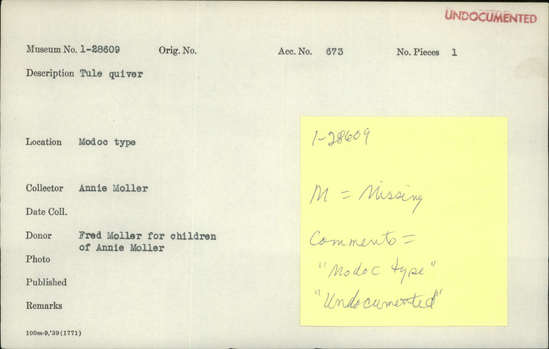 UNDOCUMENTED
Museum No. 1-28609 Orig. No. Acc. No. 673 No. Pieces 1
Description Tule quiver
Location Modoc type
Collector Annie Moller
Date Coll.
Donor Fred Moller for children
of Annie Moller
Photo
Published
Remarks
100m-9,'39(1771)
1-28609
M = Missing
Comments =
"Modoc type"
"Undocumented"